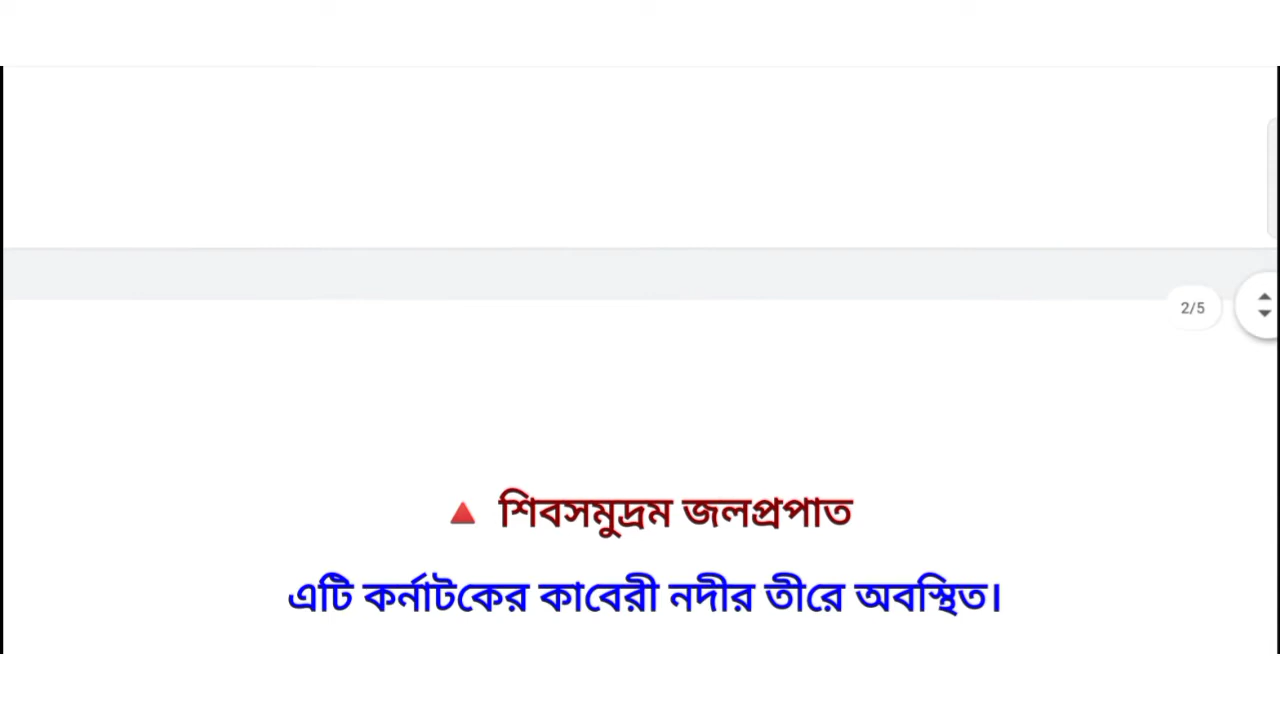 2/5
🔺 শিবসমুদ্রম জলপ্রপাত
এটি কর্নাটকের কাবেরী নদীর তীরে অবস্থিত।